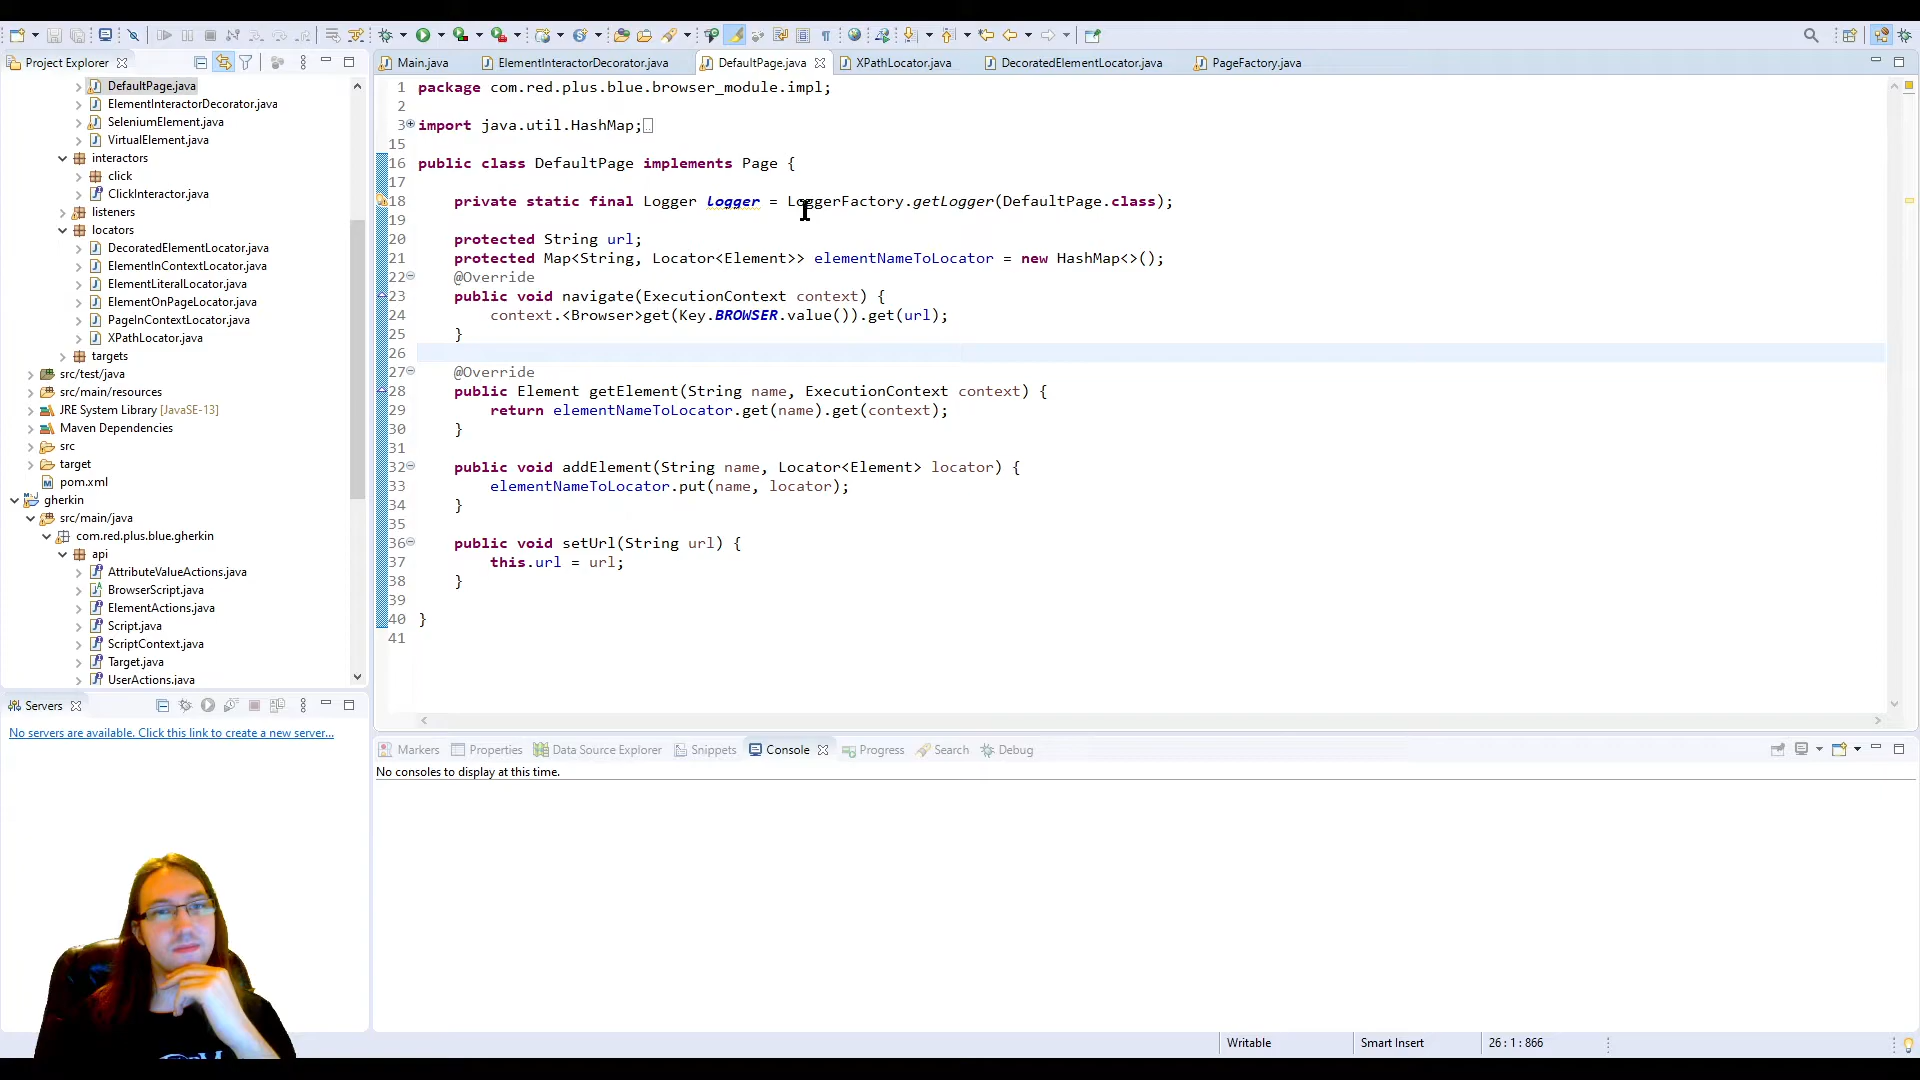 Project Explorer
DefaultPage.java
ElementInteractorDecorator.java
SeleniumElement.java
VirtualElement.java
interactors
click
ClickInteractor.java
listeners
locators
DecoratedElementLocator.java
ElementInContextLocator.java
ElementLiteralLocator.java
ElementOnPageLocator.java
PageInContextLocator.java
XPathLocator.java
targets
src/test/java
src/main/resources
JRE System Library [JavaSE-13]
Maven Dependencies
src
target
pom.xml
gherkin
src/main/java
com.red.plus.blue.gherkin
api
AttributeValueActions.java
BrowserScript.java
ElementActions.java
Script.java
ScriptContext.java
Target.java
UserActions.java
Servers
No servers are available. Click this link to create a new server...
Main.java ElementInteractorDecorator.java DefaultPage.java XPathLocator.java DecoratedElementLocator.java PageFactory.java
1 package com.red.plus.blue.browser_module.impl;
2
3 import java.util.HashMap;
15
16 public class DefaultPage implements Page {
17
18 private static final Logger logger = LoggerFactory.getLogger(DefaultPage.class);
19
20 protected String url;
21 protected Map<String, Locator<Element>> elementNameToLocator = new HashMap<>();
22 @Override
23 public void navigate(ExecutionContext context) {
24 context.<Browser>get(Key.BROWSER.value()).get(url);
25 }
26
27 @Override
28 public Element getElement(String name, ExecutionContext context) {
29 return elementNameToLocator.get(name).get(context);
30 }
31
32 public void addElement(String name, Locator<Element> locator) {
33 elementNameToLocator.put(name, locator);
34 }
35
36 public void setUrl(String url) {
37 this.url = url;
38 }
39
40 }
41
Markers Properties Data Source Explorer Snippets Console Progress Search Debug
No consoles to display at this time.
Writable Smart Insert 26 : 1 : 866